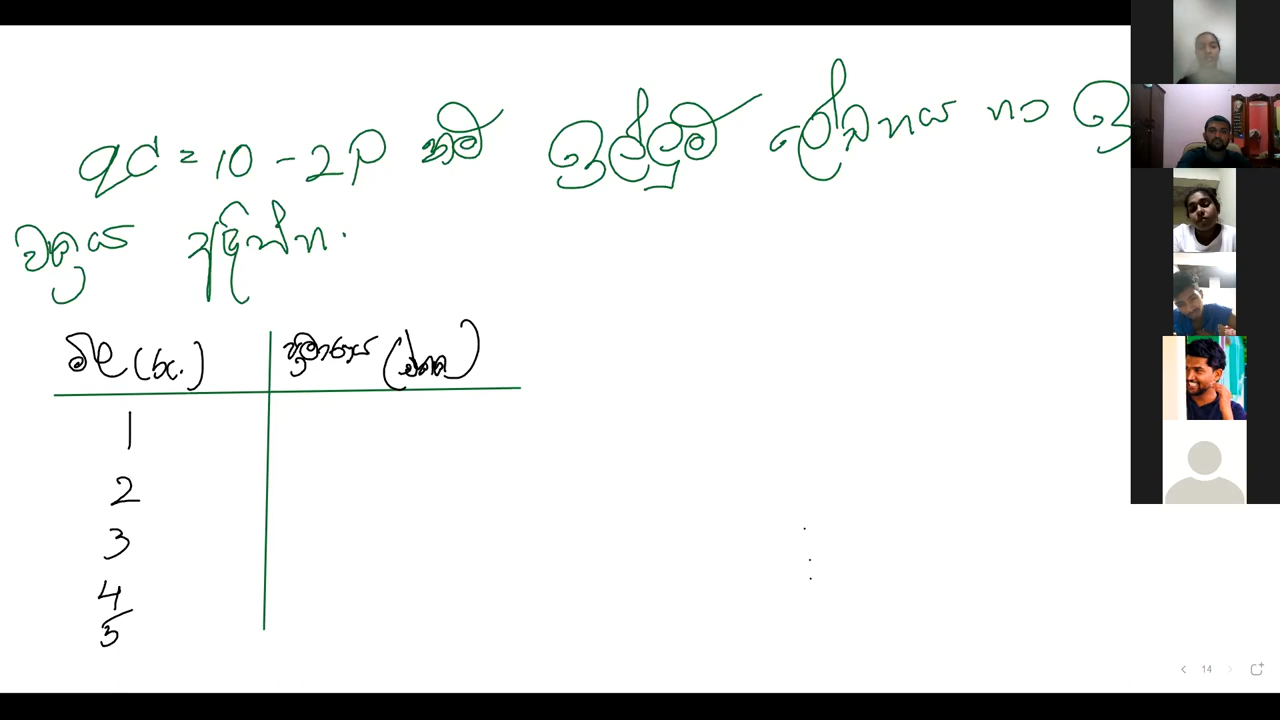 qd = 10 - 2p නම් ඉල්ලුම් ලේඛනය හා ඉ
වක්‍රය අඳින්න.
මිල (රු.) ප්‍රමාණය (ඒකක)
1
2
3
4
5
14